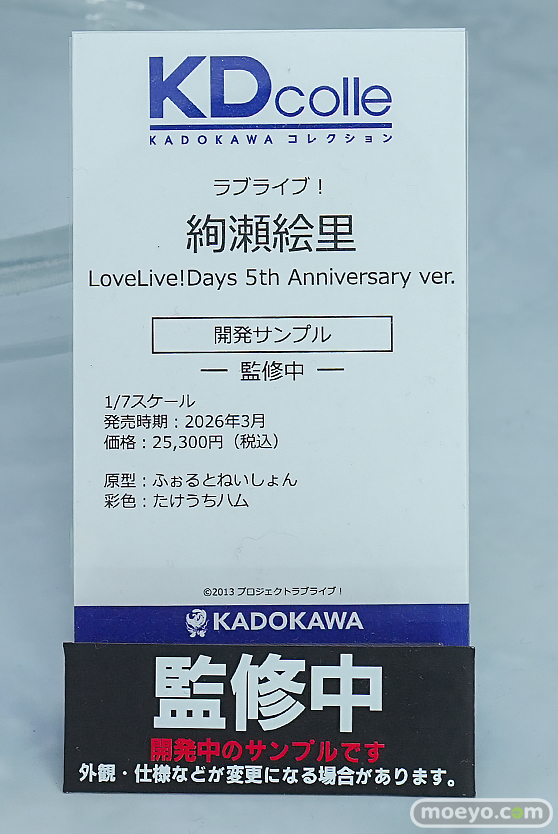 KDcolle
KADOKAWA コレクション
ラブライブ！
絢瀬絵里
LoveLive!Days 5th Anniversary ver.
開発サンプル
― 監修中 ―
1/7スケール
発売時期：2026年3月
価格：25,300円（税込）
原型：ふぉるとねいしょん
彩色：たけうちハム
©2013 プロジェクトラブライブ！
KADOKAWA
監修中
開発中のサンプルです
外観・仕様などが変更になる場合があります。
moeyo.com